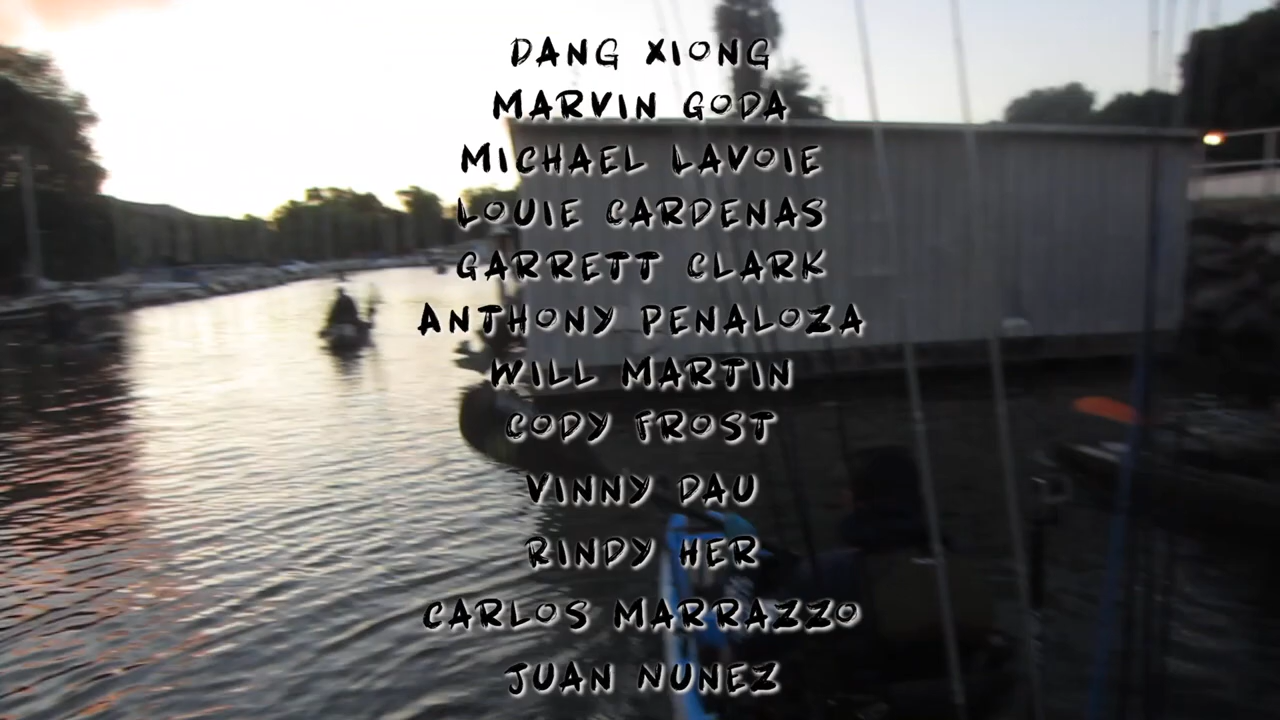 DANG XIONG
MARVIN GODA
MICHAEL LAVOIE
LOUIE CARDENAS
GARRETT CLARK
ANTHONY PENALOZA
WILL MARTIN
CODY FROST
VINNY DAU
RINDY HER
CARLOS MARRAZZO
JUAN NUNEZ